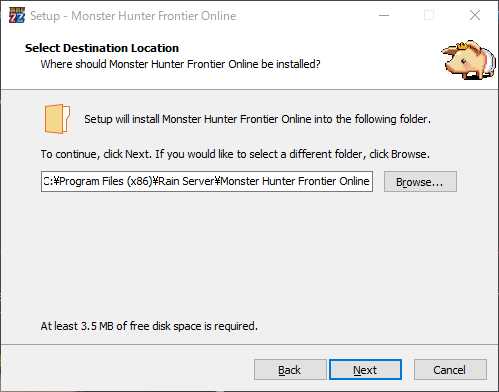 Setup - Monster Hunter Frontier Online
Select Destination Location
Where should Monster Hunter Frontier Online be installed?
Setup will install Monster Hunter Frontier Online into the following folder.
To continue, click Next. If you would like to select a different folder, click Browse.
C:¥Program Files (x86)¥Rain Server¥Monster Hunter Frontier Online
Browse...
At least 3.5 MB of free disk space is required.
Back
Next
Cancel